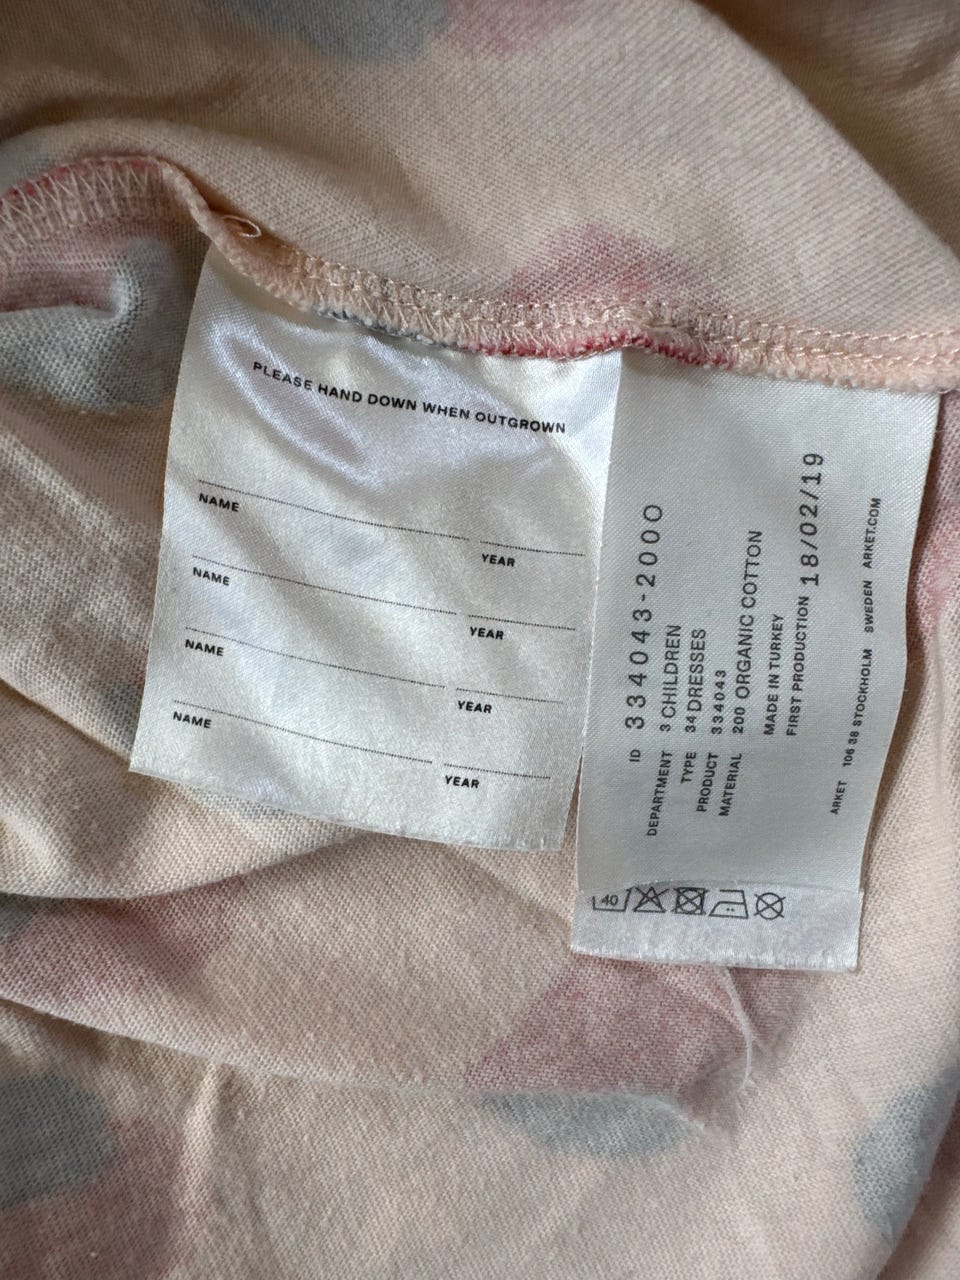 PLEASE HAND DOWN WHEN OUTGROWN
NAME YEAR
NAME YEAR
NAME YEAR
NAME YEAR
ID 334043-2000
DEPARTMENT 3 CHILDREN
TYPE 34 DRESSES
PRODUCT 334043
MATERIAL 200 ORGANIC COTTON
MADE IN TURKEY
FIRST PRODUCTION 18/02/19
ARKET 106 38 STOCKHOLM SWEDEN ARKET.COM
40